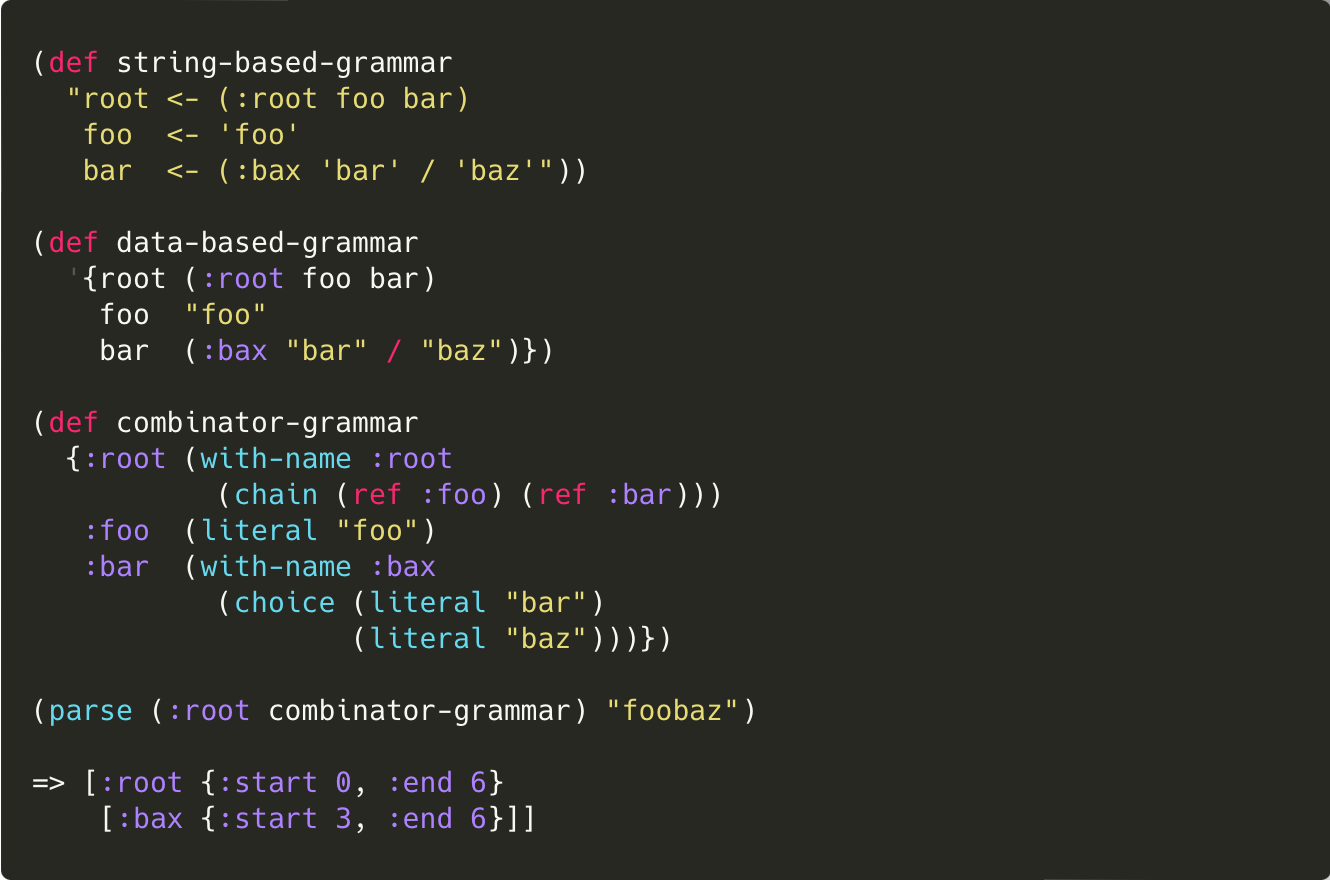 (def string-based-grammar
  "root <- (:root foo bar)
   foo  <- 'foo'
   bar  <- (:bax 'bar' / 'baz'"))

(def data-based-grammar
  '{root (:root foo bar)
    foo  "foo"
    bar  (:bax "bar" / "baz")})

(def combinator-grammar
  {:root (with-name :root
           (chain (ref :foo) (ref :bar)))
   :foo  (literal "foo")
   :bar  (with-name :bax
           (choice (literal "bar")
                   (literal "baz")))})

(parse (:root combinator-grammar) "foobaz")

=> [:root {:start 0, :end 6}
    [:bax {:start 3, :end 6}]]